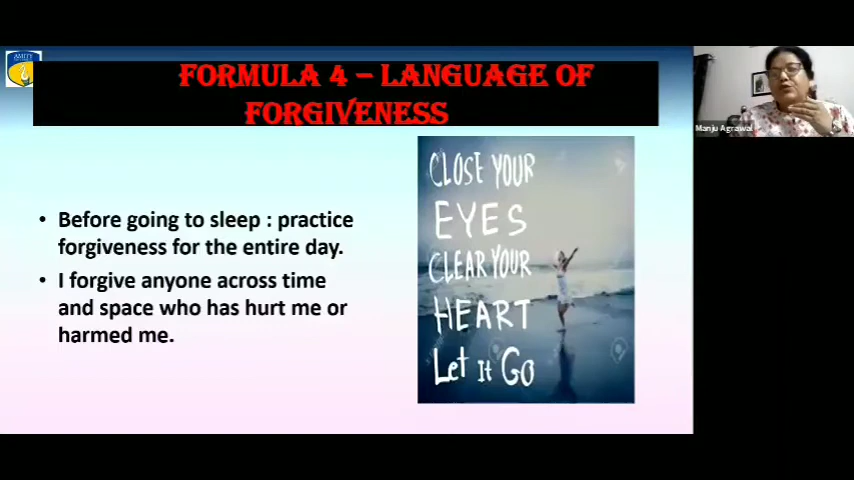 AMITY
FORMULA 4 – LANGUAGE OF
FORGIVENESS
• Before going to sleep : practice
forgiveness for the entire day.
• I forgive anyone across time
and space who has hurt me or
harmed me.
CLOSE YOUR
EYES
CLEAR YOUR
HEART
Let It Go
Manju Agrawal